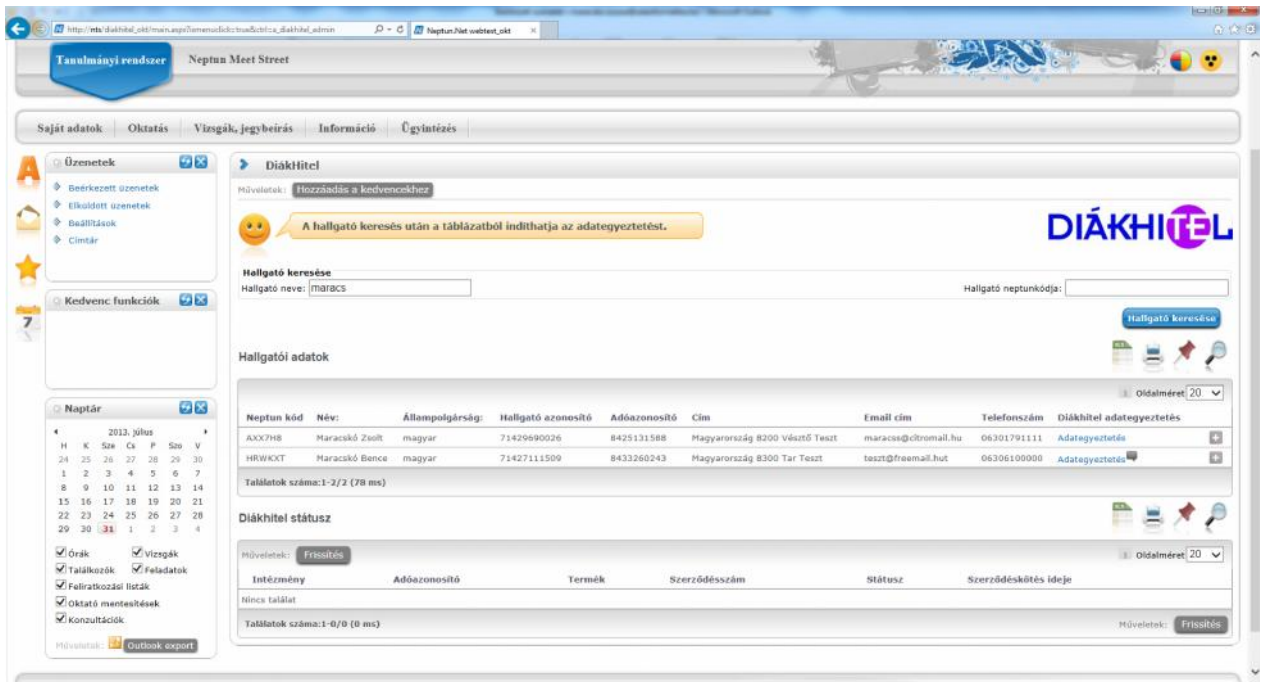 Neptun.Net webtest_okt
Tanulmányi rendszer
Neptun Meet Street
Saját adatok
Oktatás
Vizsgák, jegybeírás
Információ
Ügyintézés
Üzenetek
Beérkezett üzenetek
Elküldött üzenetek
Beállítások
Címtár
Kedvenc funkciók
7
Naptár
2013. július
H K Sze Cs P Szo V
24 25 26 27 28 29 30
1 2 3 4 5 6 7
8 9 10 11 12 13 14
15 16 17 18 19 20 21
22 23 24 25 26 27 28
29 30 31 1 2 3 4
Órák Vizsgák
Találkozók Feladatok
Feliratkozási listák
Oktató mentesítések
Konzultációk
Műveletek: Outlook export
DiákHitel
Műveletek: Hozzáadás a kedvencekhez
A hallgató keresés után a táblázatból indíthatja az adategyeztetést.
DIÁKHITEL
Hallgató keresése
Hallgató neve: maracs
Hallgató neptunkódja:
Hallgató keresése
Hallgatói adatok
Oldalméret 20
Neptun kód Név: Állampolgárság: Hallgató azonosító Adóazonosító Cím Email cím Telefonszám Diákhitel adategyeztetés
AXX7H8 Maracskó Zsolt magyar 71429690026 8425131588 Magyarország 8200 Vésztő Teszt maracss@citromail.hu 06301791111 Adategyeztetés
HRWKXT Maracskó Bence magyar 71427111509 8433260243 Magyarország 8300 Tar Teszt teszt@freemail.hut 06306100000 Adategyeztetés
Találatok száma:1-2/2 (78 ms)
Diákhitel státusz
Műveletek: Frissítés
Oldalméret 20
Intézmény Adóazonosító Termék Szerződésszám Státusz Szerződéskötés ideje
Nincs találat
Találatok száma:1-0/0 (0 ms)
Műveletek: Frissítés